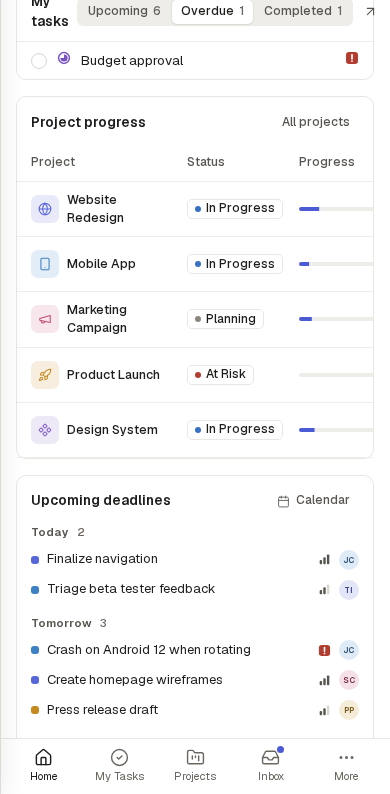 My tasks
Upcoming 6 Overdue 1 Completed 1
Budget approval
Project progress All projects
Project Status Progress
Website Redesign In Progress
Mobile App In Progress
Marketing Campaign Planning
Product Launch At Risk
Design System In Progress
Upcoming deadlines Calendar
Today 2
Finalize navigation JC
Triage beta tester feedback TI
Tomorrow 3
Crash on Android 12 when rotating JC
Create homepage wireframes SC
Press release draft PP
Home My Tasks Projects Inbox More